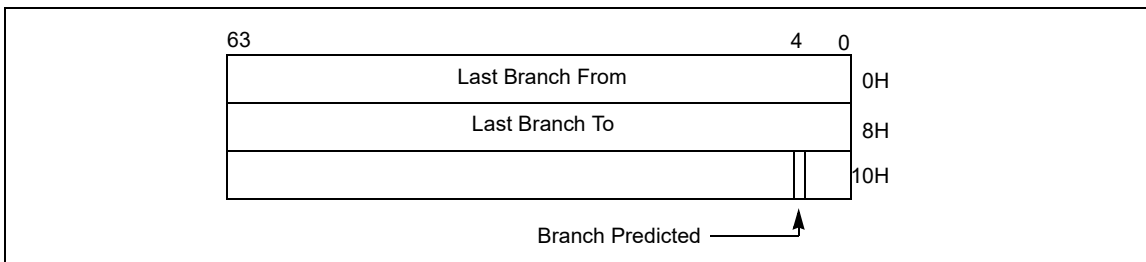 63 4 0
Last Branch From 0H
Last Branch To 8H
10H
Branch Predicted